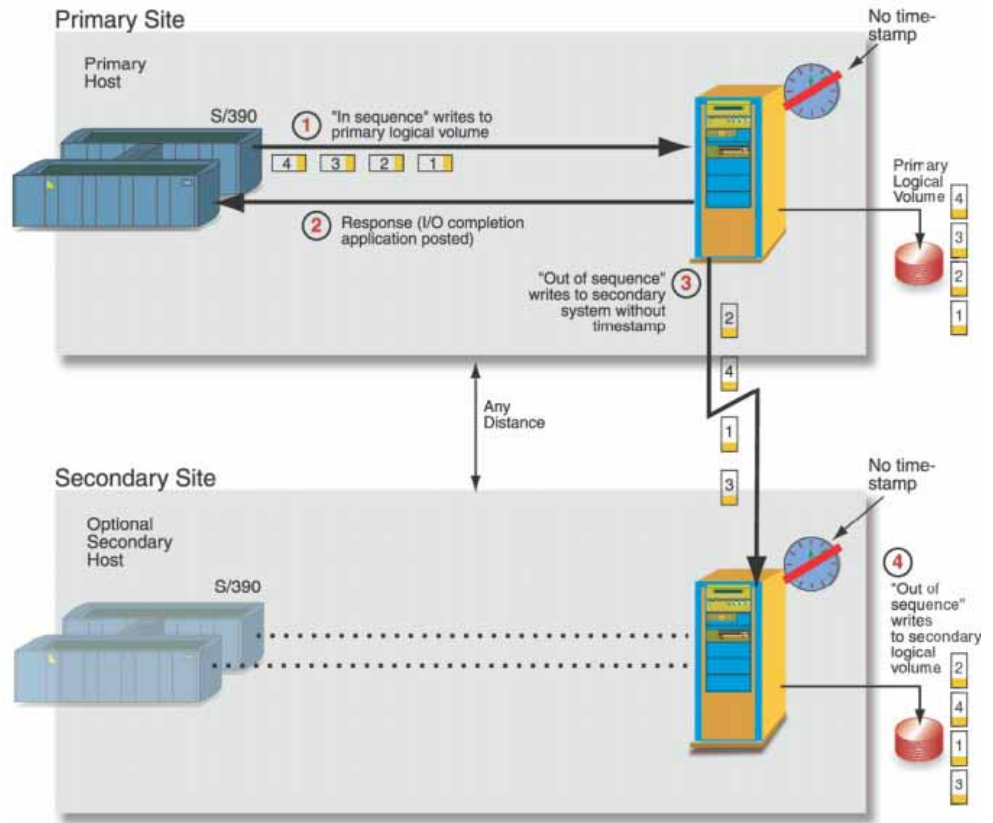 Primary Site
No time-
stamp
Primary
Host
S/390
1
"In sequence" writes to
primary logical volume
4 3 2 1
2
Response (I/O completion
application posted)
Primary
Logical
Volume
4
3
2
1
"Out of sequence"
writes to secondary
system without
timestamp
3
2
4
1
3
Any
Distance
Secondary Site
No time-
stamp
Optional
Secondary
Host
S/390
4
"Out of
sequence"
writes
to secondary
logical
volume
2
4
1
3